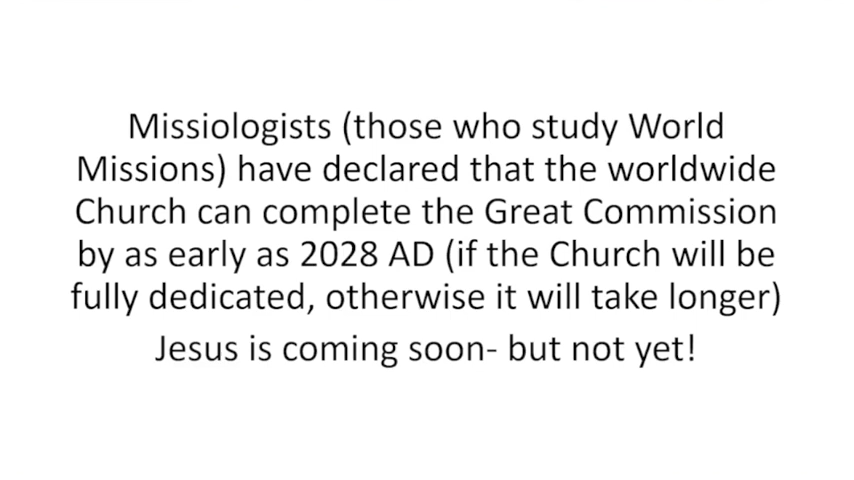 Missiologists (those who study World
Missions) have declared that the worldwide
Church can complete the Great Commission
by as early as 2028 AD (if the Church will be
fully dedicated, otherwise it will take longer)
Jesus is coming soon- but not yet!